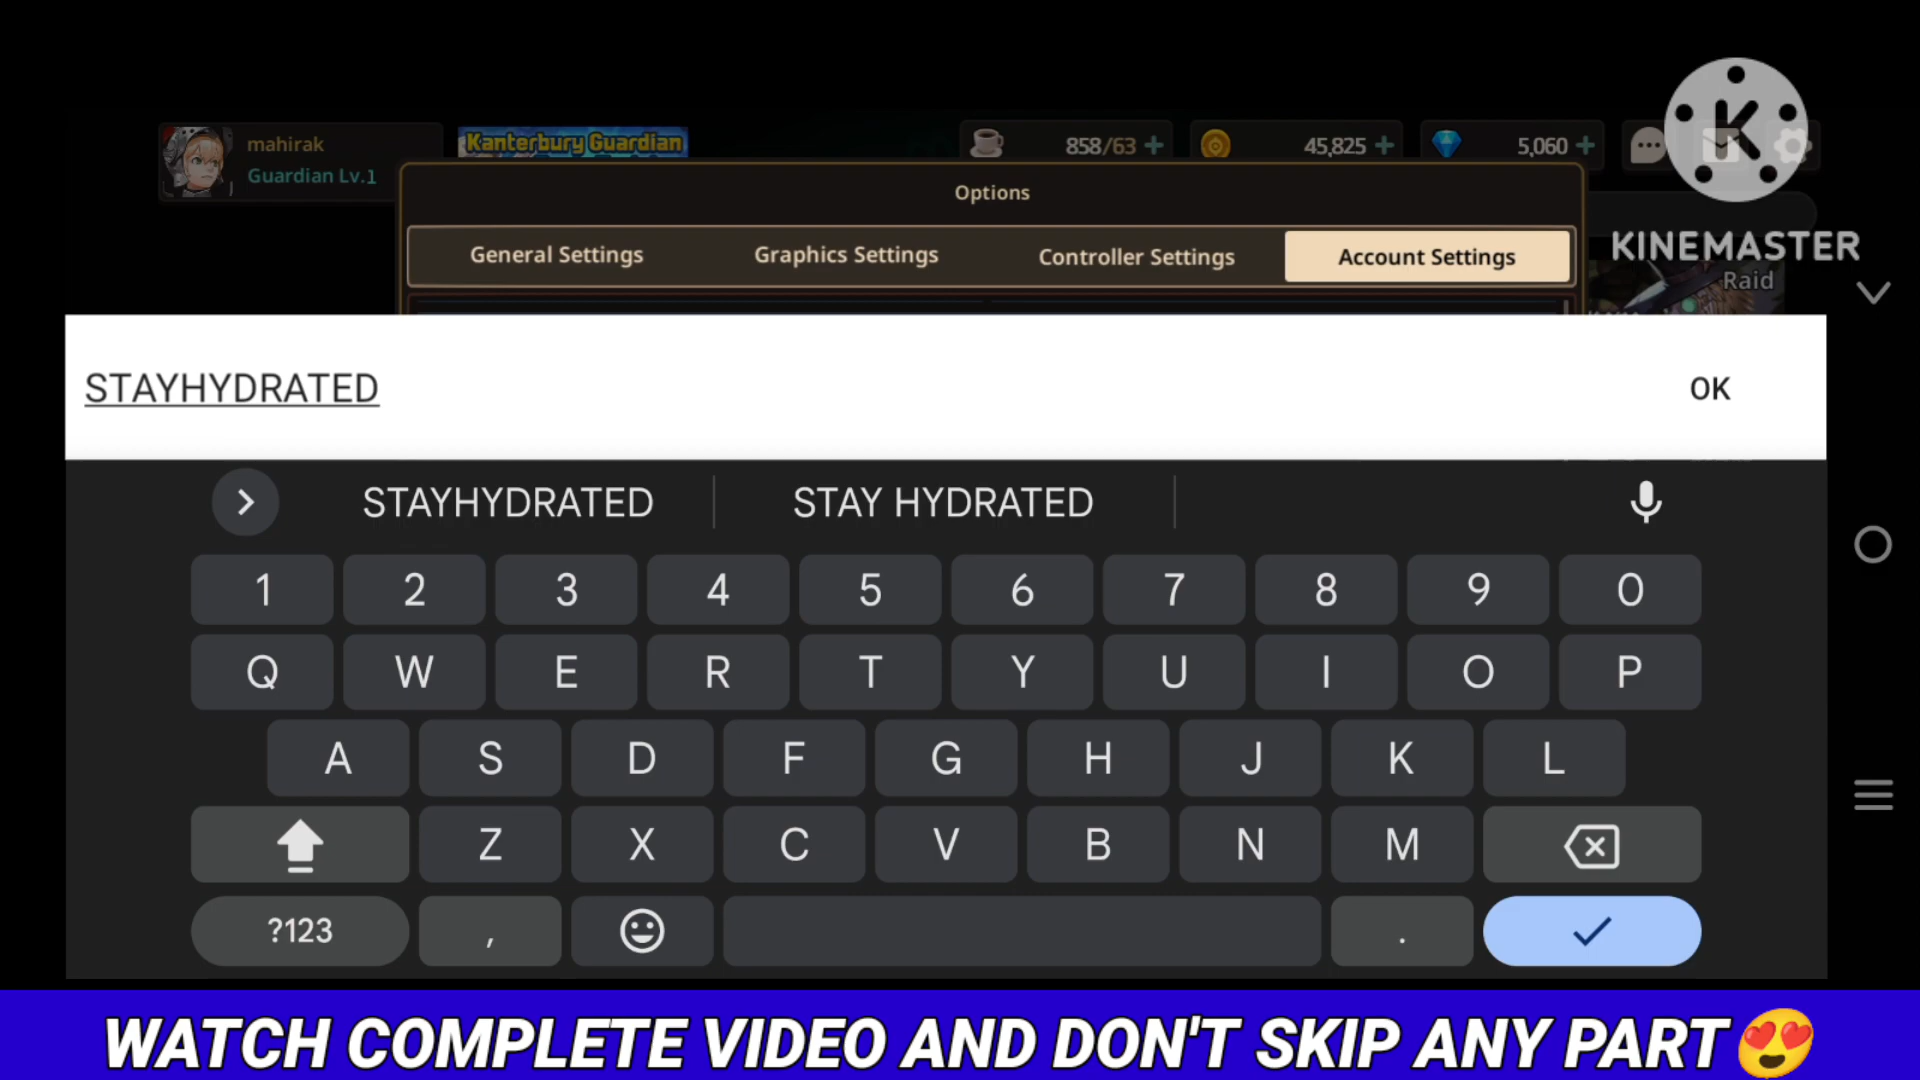 mahirak
Guardian Lv.1
Kanterbury Guardian
858/63
45,825
5,060
Options
General Settings
Graphics Settings
Controller Settings
Account Settings
K
KINEMASTER
Raid
STAYHYDRATED
OK
STAYHYDRATED
STAY HYDRATED
1 2 3 4 5 6 7 8 9 0
Q W E R T Y U I O P
A S D F G H J K L
Z X C V B N M
?123 , .
WATCH COMPLETE VIDEO AND DON'T SKIP ANY PART😍